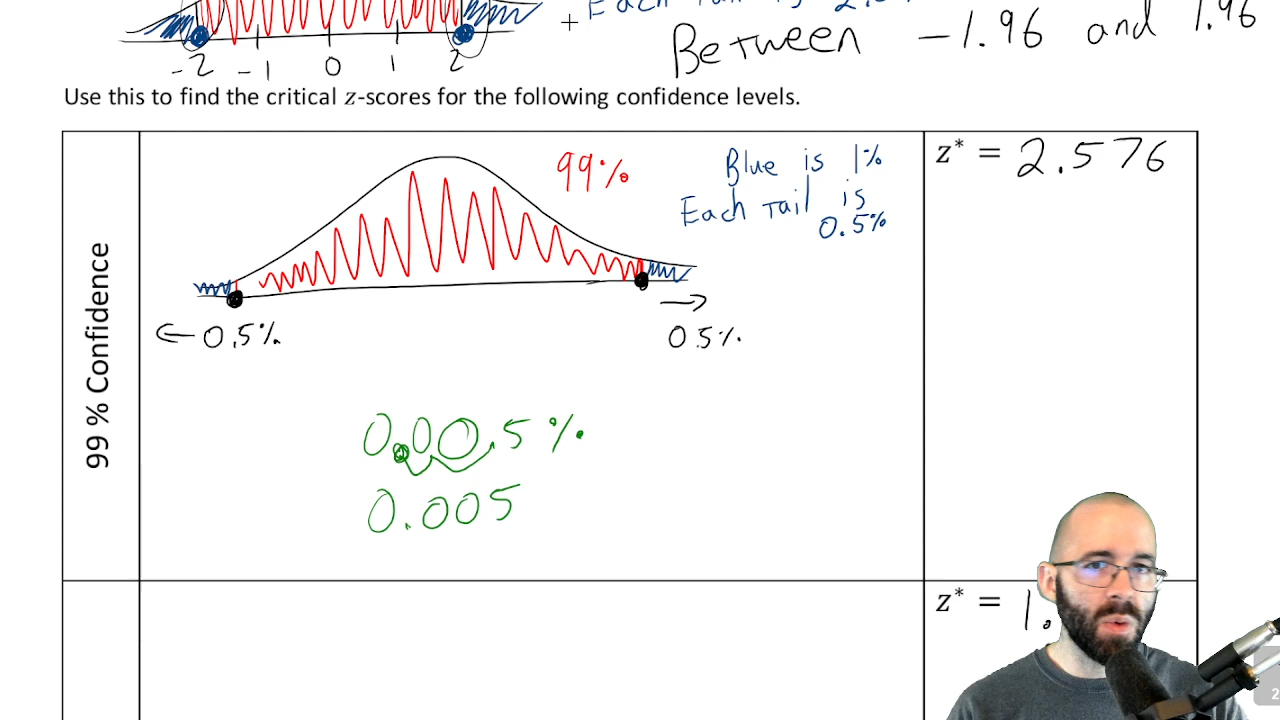 Between -1.96 and 1.96
-2 -1 0 1 2
Use this to find the critical z-scores for the following confidence levels.
99 % Confidence
99%
Blue is 1%
Each tail is
0.5%
z* = 2.576
← 0.5%
→
0.5%
0.00.5%
0.005
z* = 1.